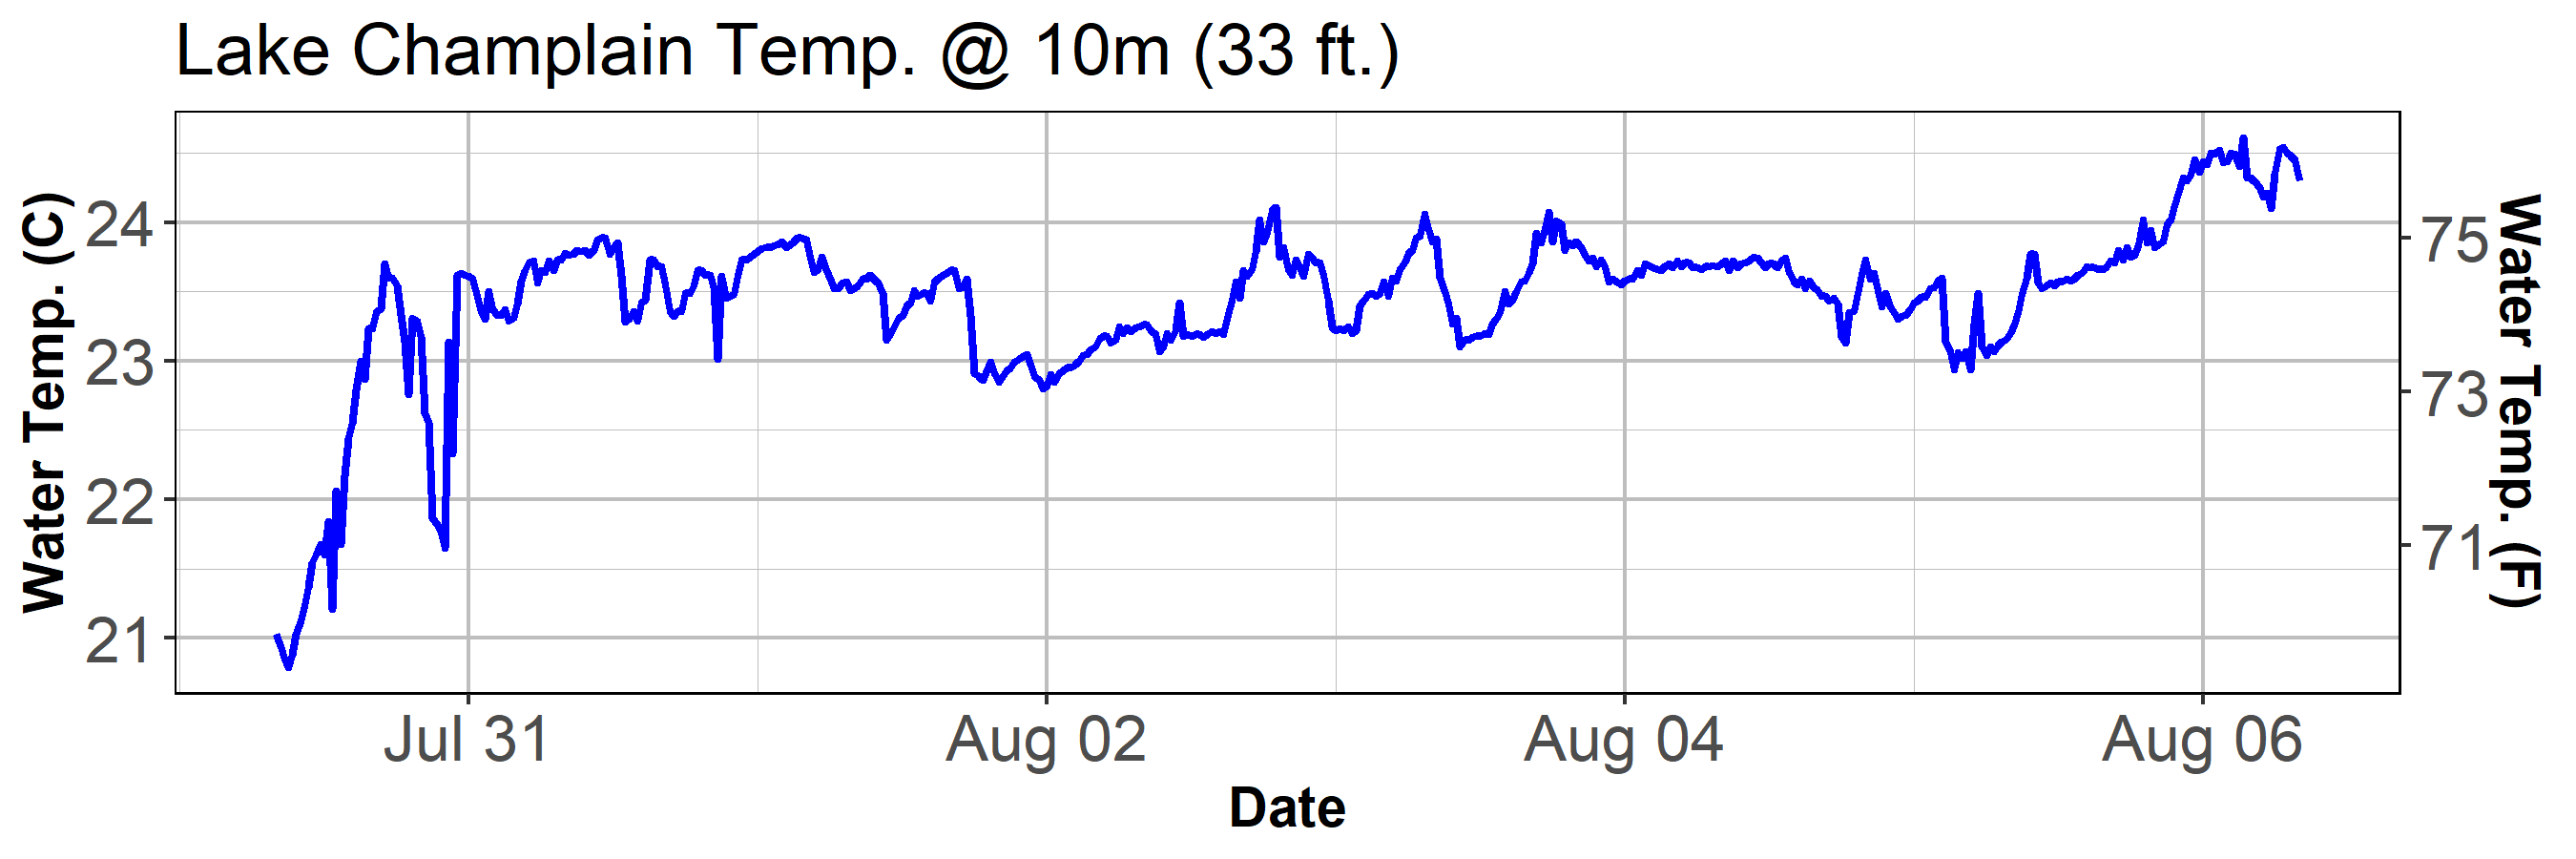 Lake Champlain Temp. @ 10m (33 ft.)
Water Temp. (C)
24
23
22
21
75
73
71
Water Temp. (F)
Jul 31 Aug 02 Aug 04 Aug 06
Date